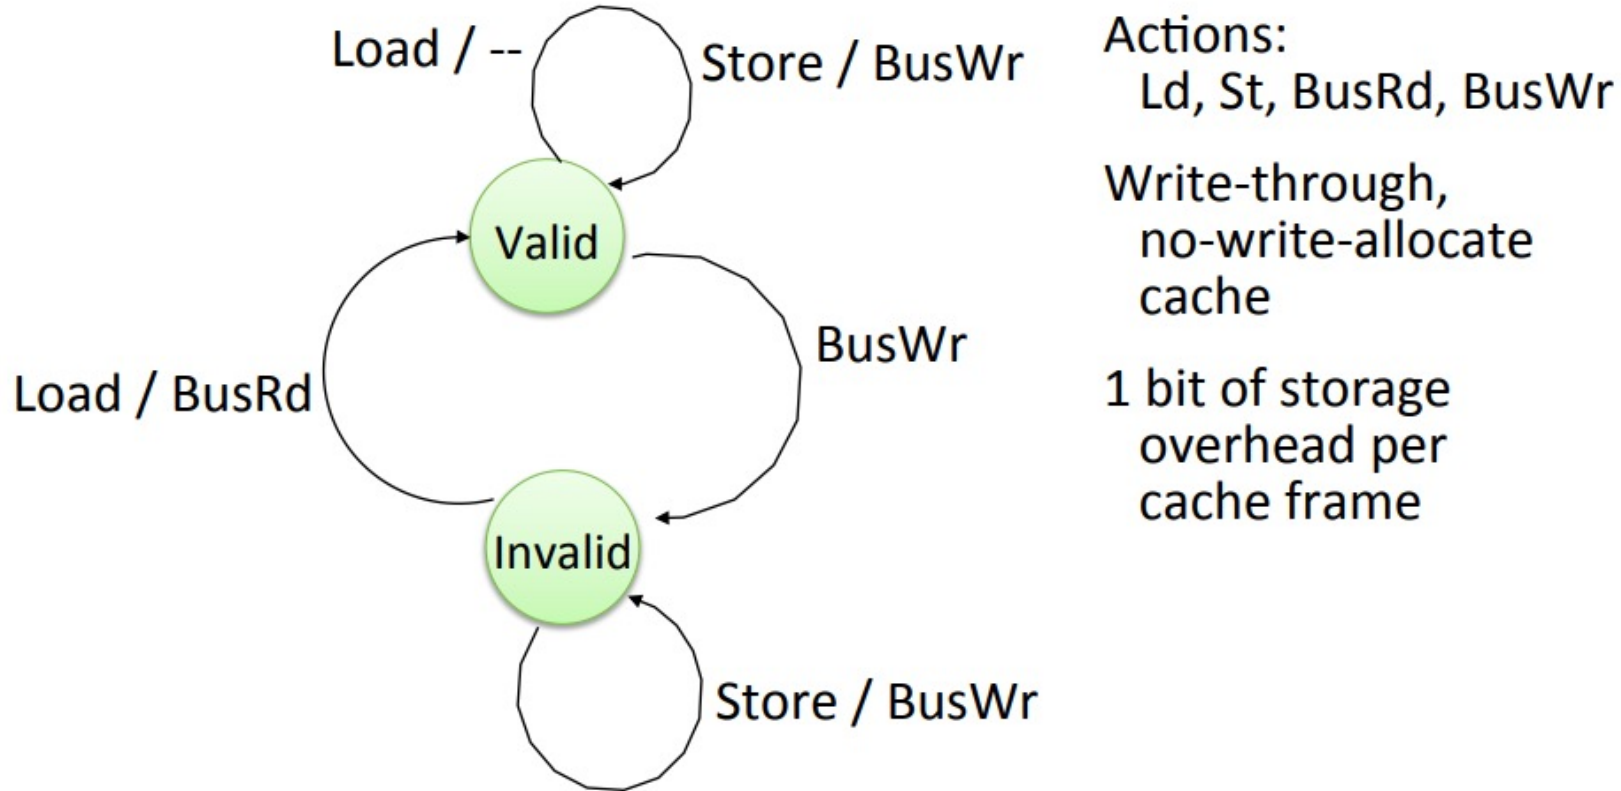 Load / --
Store / BusWr
Valid
BusWr
Load / BusRd
Invalid
Store / BusWr
Actions:
Ld, St, BusRd, BusWr
Write-through,
no-write-allocate
cache
1 bit of storage
overhead per
cache frame